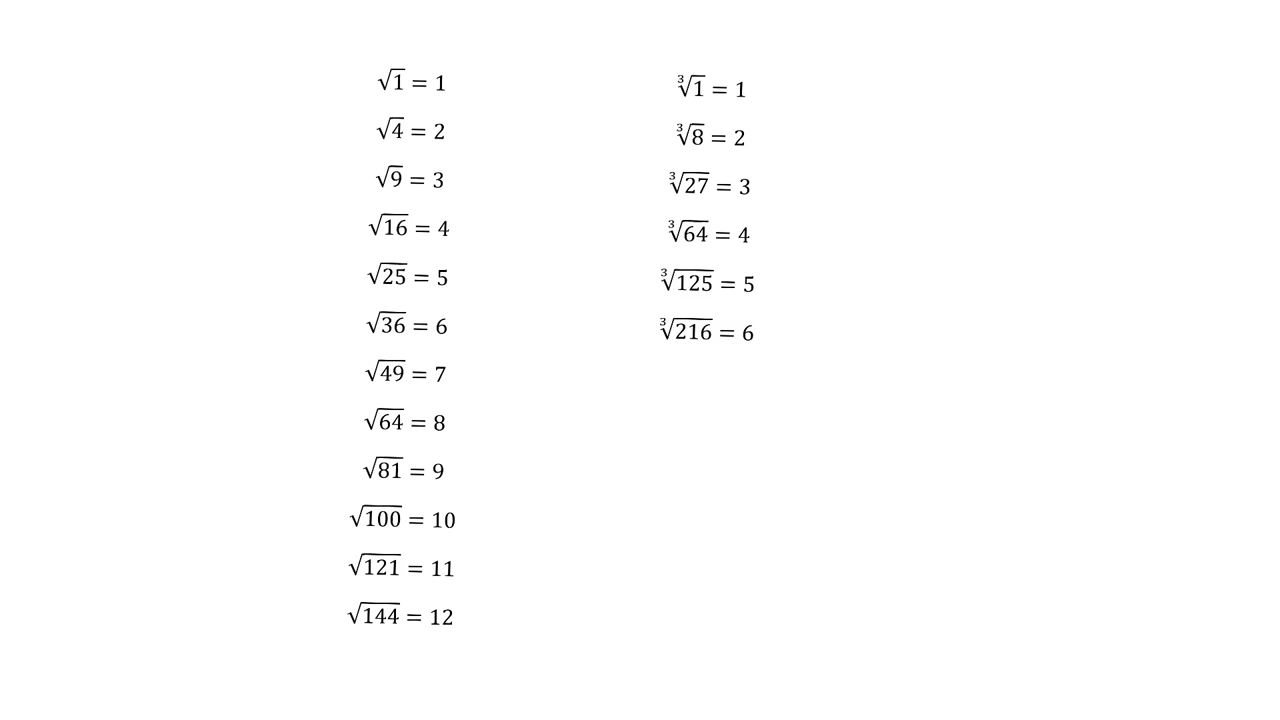 √1 = 1
√4 = 2
√9 = 3
√16 = 4
√25 = 5
√36 = 6
√49 = 7
√64 = 8
√81 = 9
√100 = 10
√121 = 11
√144 = 12
∛1 = 1
∛8 = 2
∛27 = 3
∛64 = 4
∛125 = 5
∛216 = 6